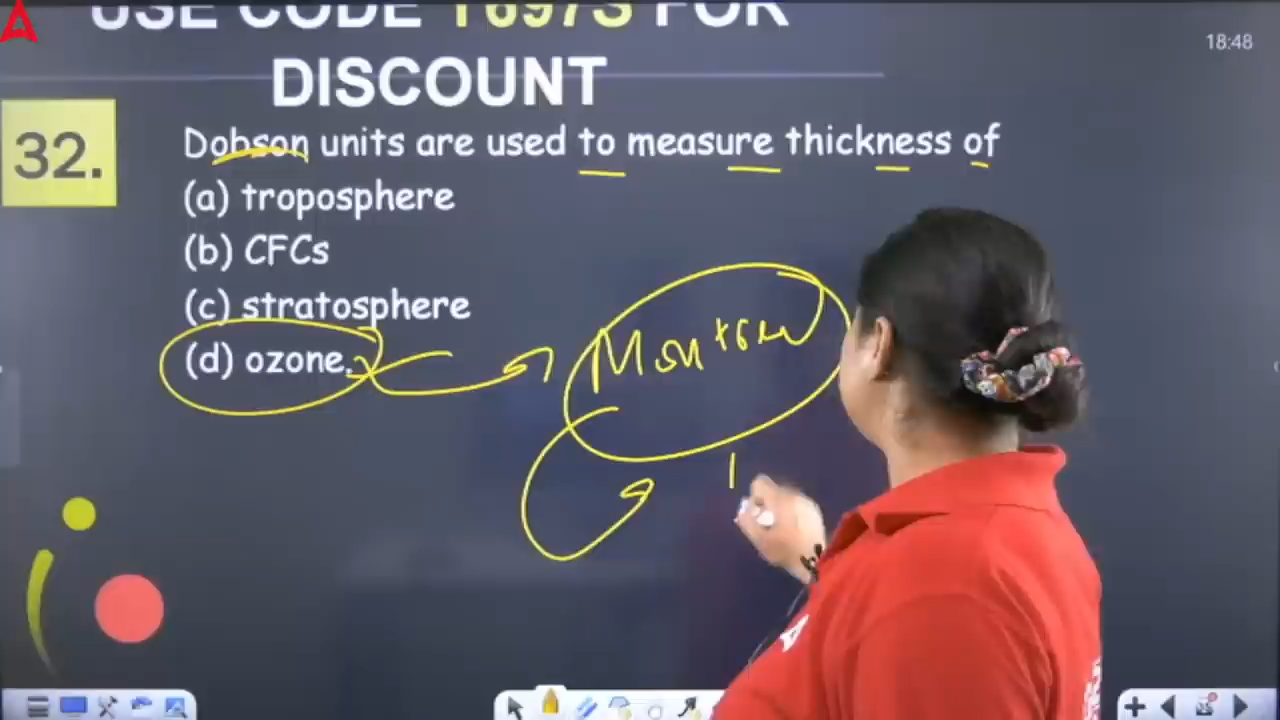 USE CODE Y697S FOR
DISCOUNT
18:48
32.
Dobson units are used to measure thickness of
(a) troposphere
(b) CFCs
(c) stratosphere
(d) ozone.